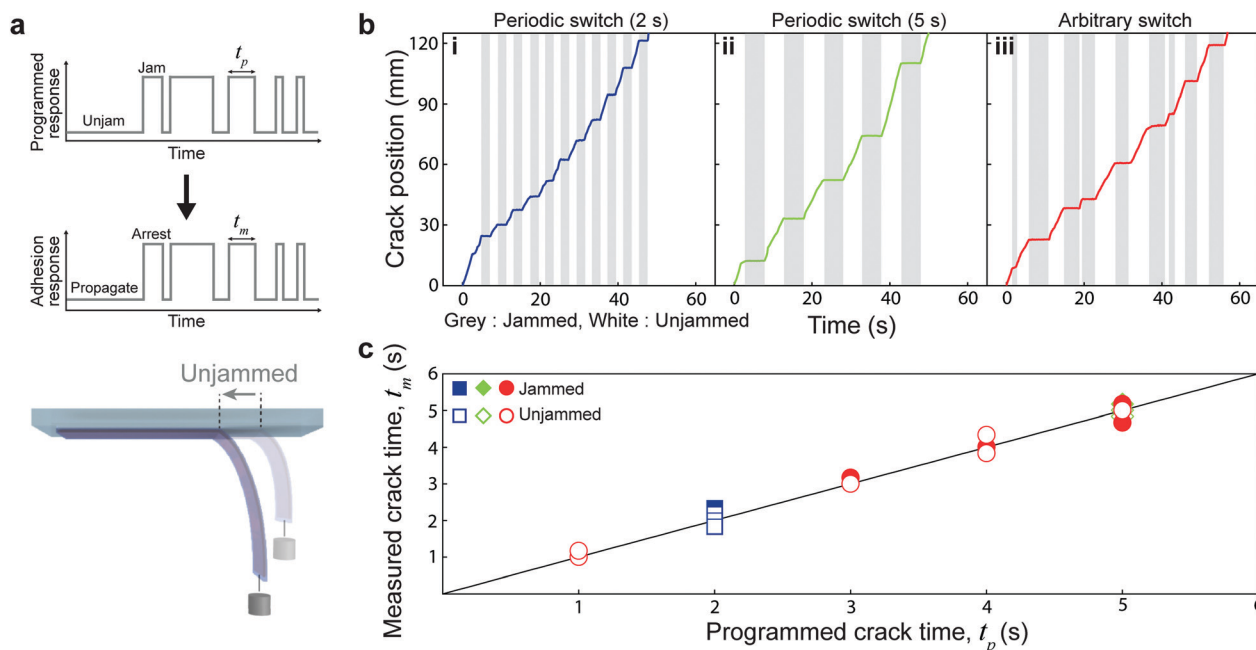 a
Programmed
response
Jam
t_p
Unjam
Time
Adhesion
response
Arrest
t_m
Propagate
Time
Unjammed
b
Periodic switch (2 s)
Periodic switch (5 s)
Arbitrary switch
i
ii
iii
Crack position (mm)
120
90
60
30
0
0 20 40 60
0 20 40 60
0 20 40 60
Grey : Jammed, White : Unjammed
Time (s)
c
Measured crack time, t_m (s)
6
5
4
3
2
1
Jammed
Unjammed
1 2 3 4 5 6
Programmed crack time, t_p (s)